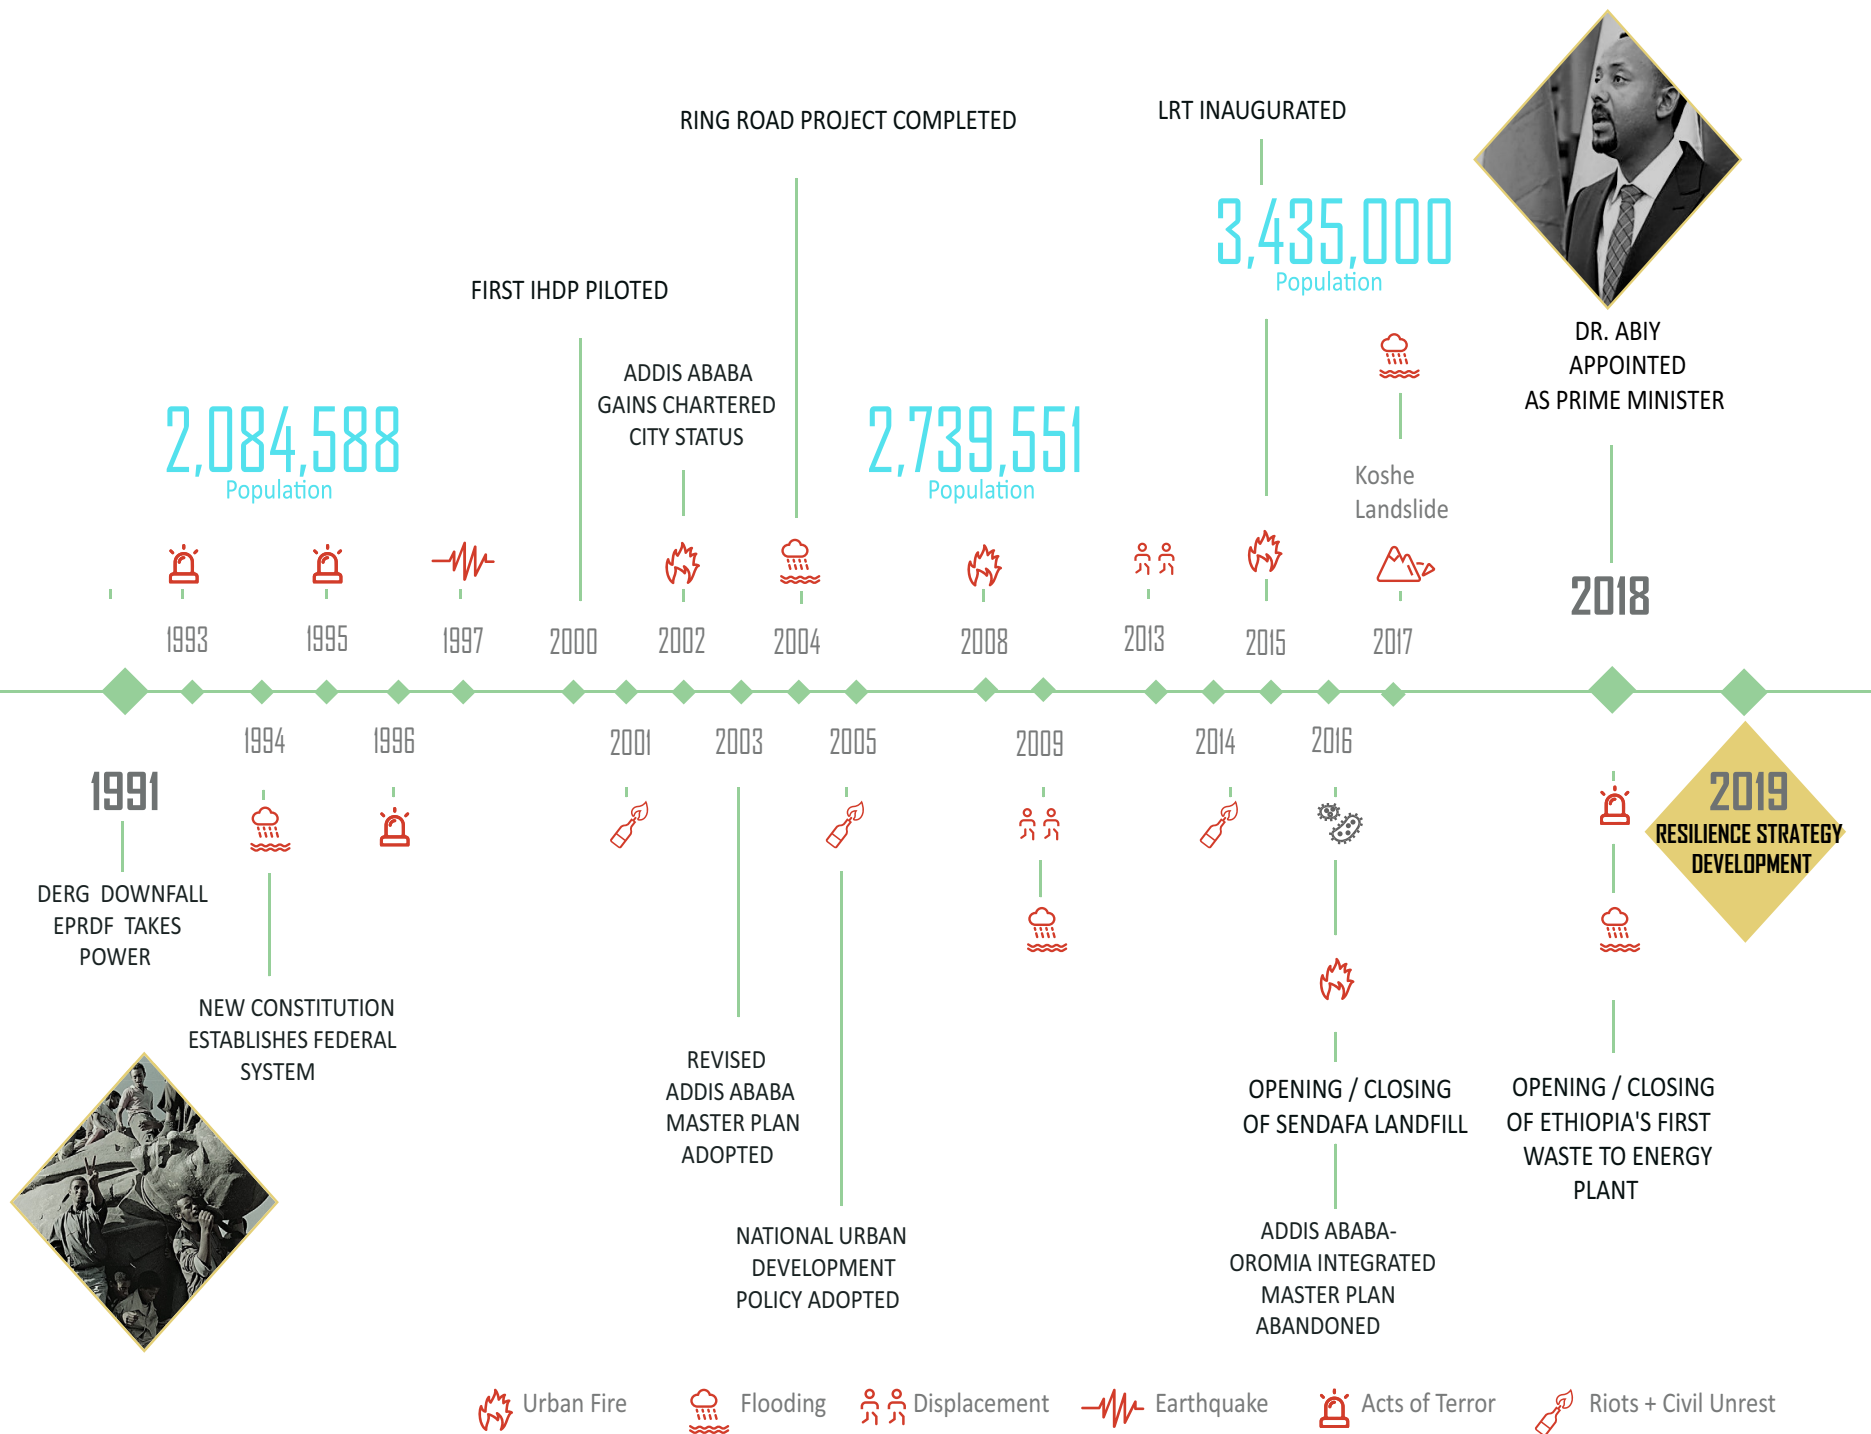 RING ROAD PROJECT COMPLETED
LRT INAUGURATED
3,435,000
Population
FIRST IHDP PILOTED
DR. ABIY
APPOINTED
AS PRIME MINISTER
ADDIS ABABA
GAINS CHARTERED
CITY STATUS
2,084,588
Population
2,739,551
Population
Koshe
Landslide
1993
1995
1997
2000
2002
2004
2008
2013
2015
2017
2018
1991
1994
1996
2001
2003
2005
2009
2014
2016
2019
RESILIENCE STRATEGY
DEVELOPMENT
DERG DOWNFALL
EPRDF TAKES
POWER
NEW CONSTITUTION
ESTABLISHES FEDERAL
SYSTEM
REVISED
ADDIS ABABA
MASTER PLAN
ADOPTED
NATIONAL URBAN
DEVELOPMENT
POLICY ADOPTED
OPENING / CLOSING
OF SENDAFA LANDFILL
ADDIS ABABA-
OROMIA INTEGRATED
MASTER PLAN
ABANDONED
OPENING / CLOSING
OF ETHIOPIA'S FIRST
WASTE TO ENERGY
PLANT
Urban Fire
Flooding
Displacement
Earthquake
Acts of Terror
Riots + Civil Unrest